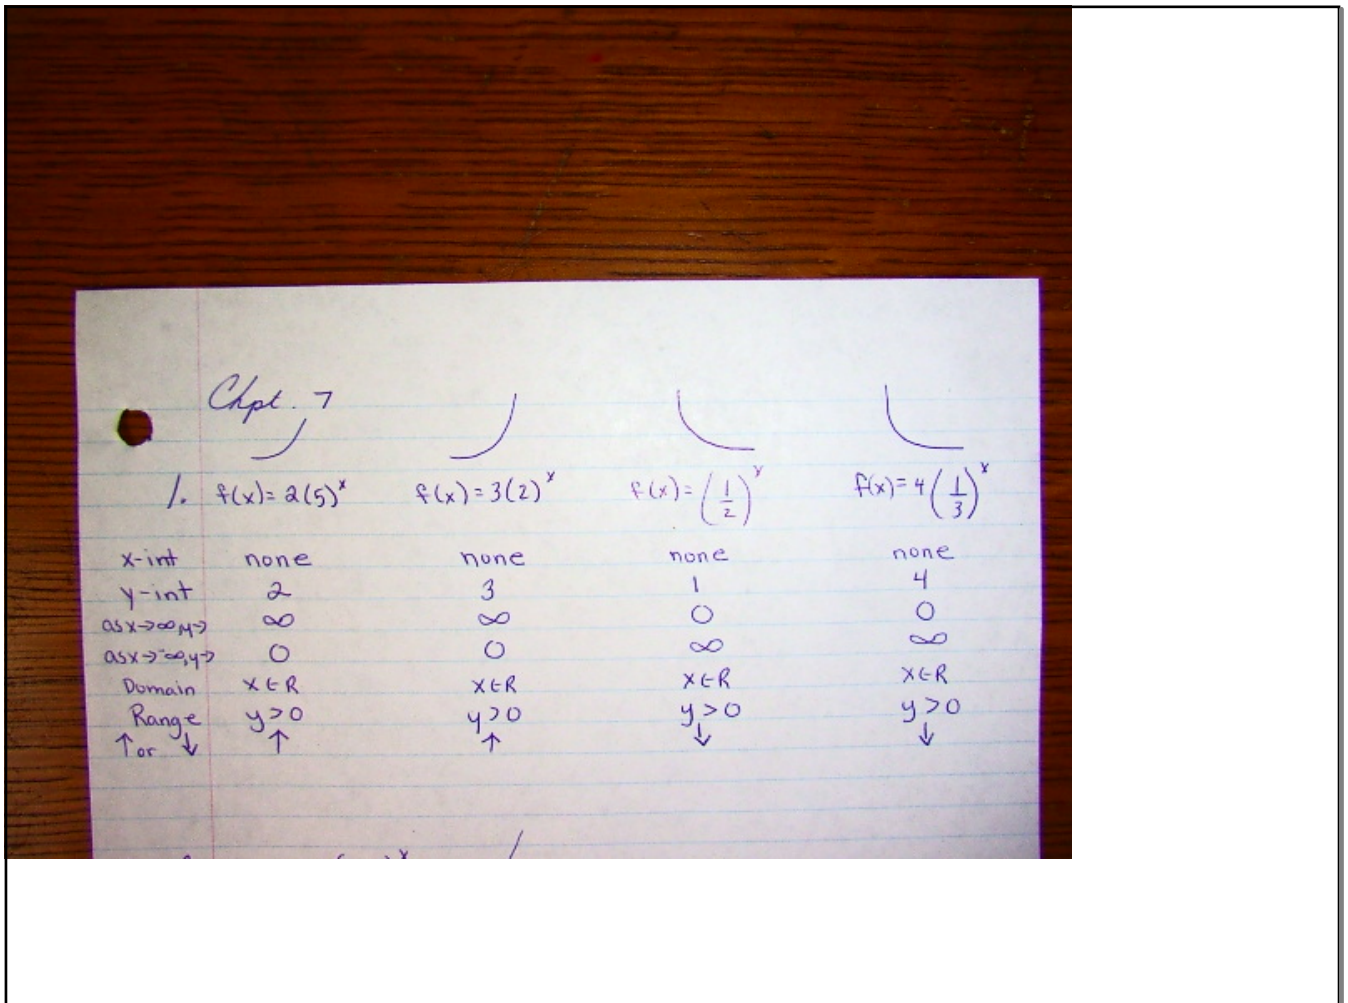 Chpt. 7
1. f(x)=2(5)^x f(x)=3(2)^x f(x)=(1/2)^x f(x)=4(1/3)^x
x-int none none none none
y-int 2 3 1 4
as x→∞,y→ ∞ ∞ 0 0
as x→-∞,y→ 0 0 ∞ ∞
Domain x∈R x∈R x∈R x∈R
Range y>0 y>0 y>0 y>0
↑ or ↓ ↑ ↑ ↓ ↓